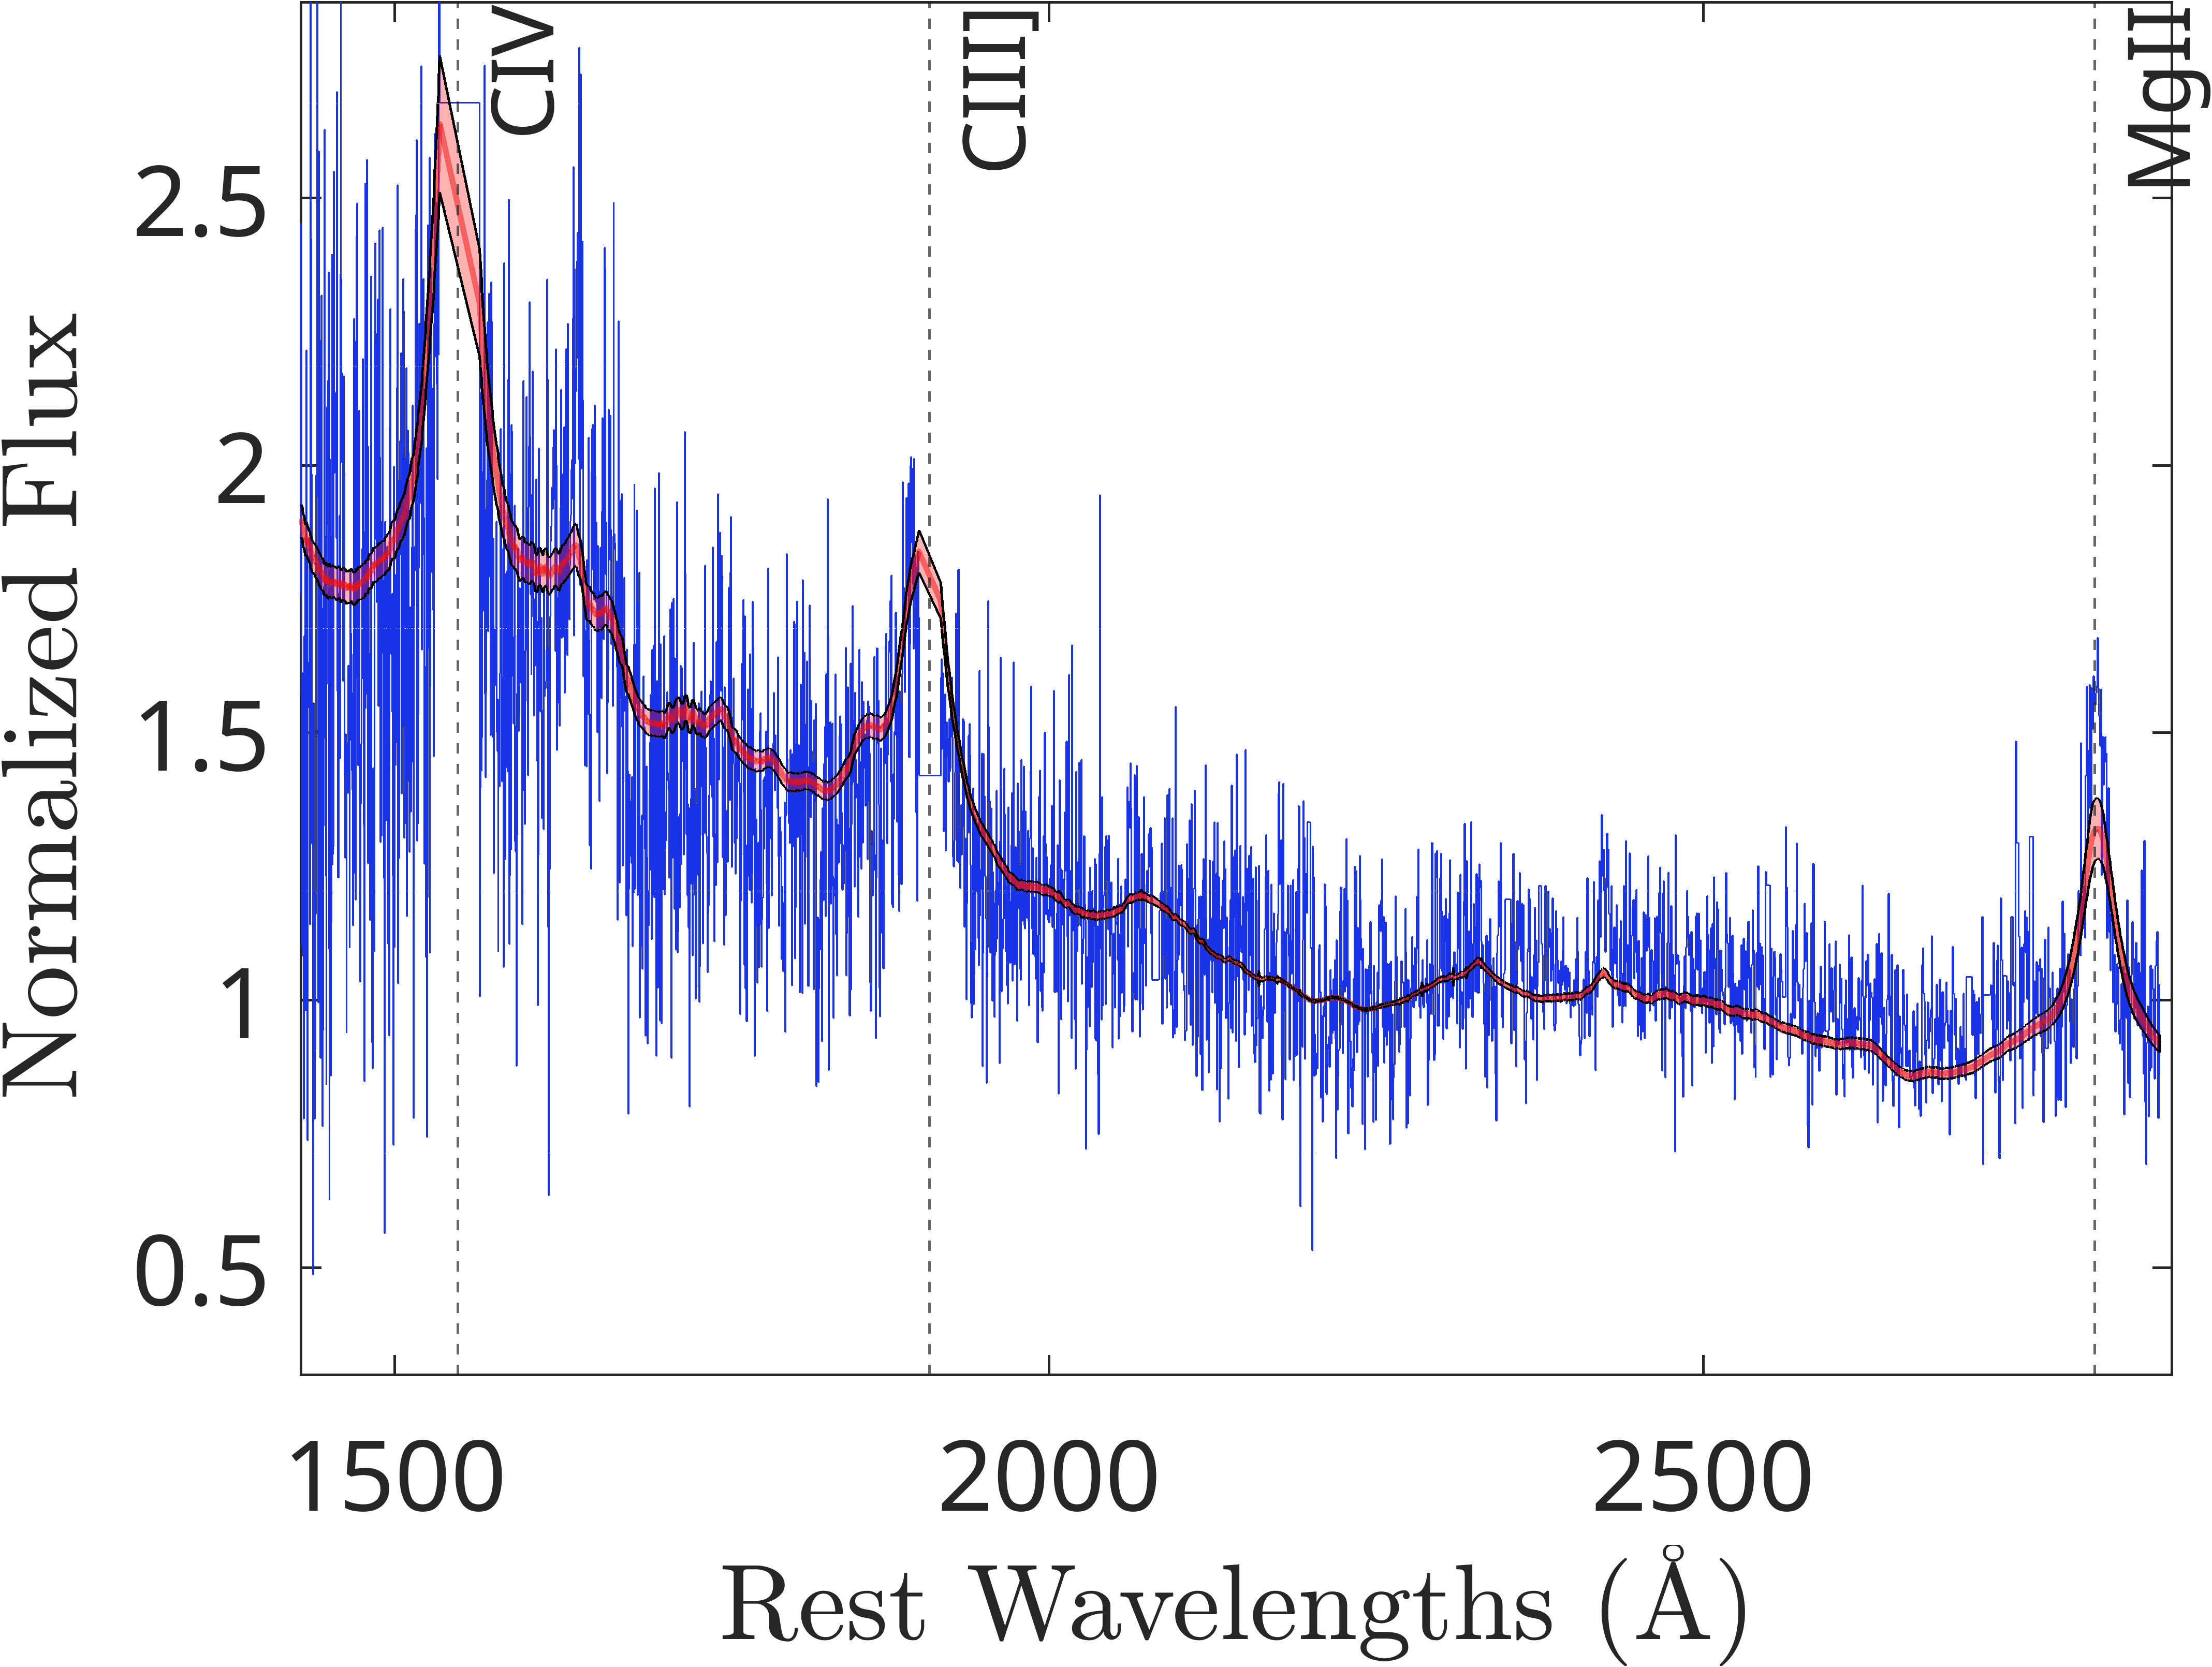 CIV
CIII]
MgII
Normalized Flux
2.5
2
1.5
1
0.5
1500
2000
2500
Rest Wavelengths (Å)